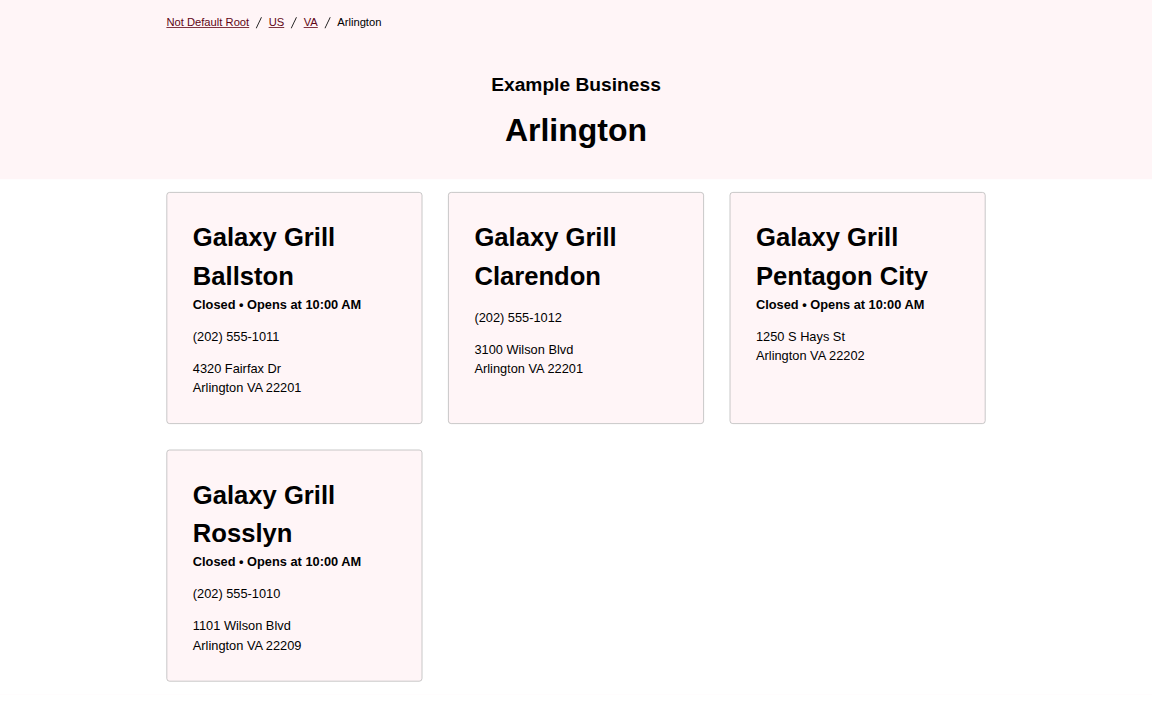 Not Default Root / US / VA / Arlington
Example Business
Arlington
Galaxy Grill
Ballston
Closed • Opens at 10:00 AM
(202) 555-1011
4320 Fairfax Dr
Arlington VA 22201
Galaxy Grill
Clarendon
(202) 555-1012
3100 Wilson Blvd
Arlington VA 22201
Galaxy Grill
Pentagon City
Closed • Opens at 10:00 AM
1250 S Hays St
Arlington VA 22202
Galaxy Grill
Rosslyn
Closed • Opens at 10:00 AM
(202) 555-1010
1101 Wilson Blvd
Arlington VA 22209